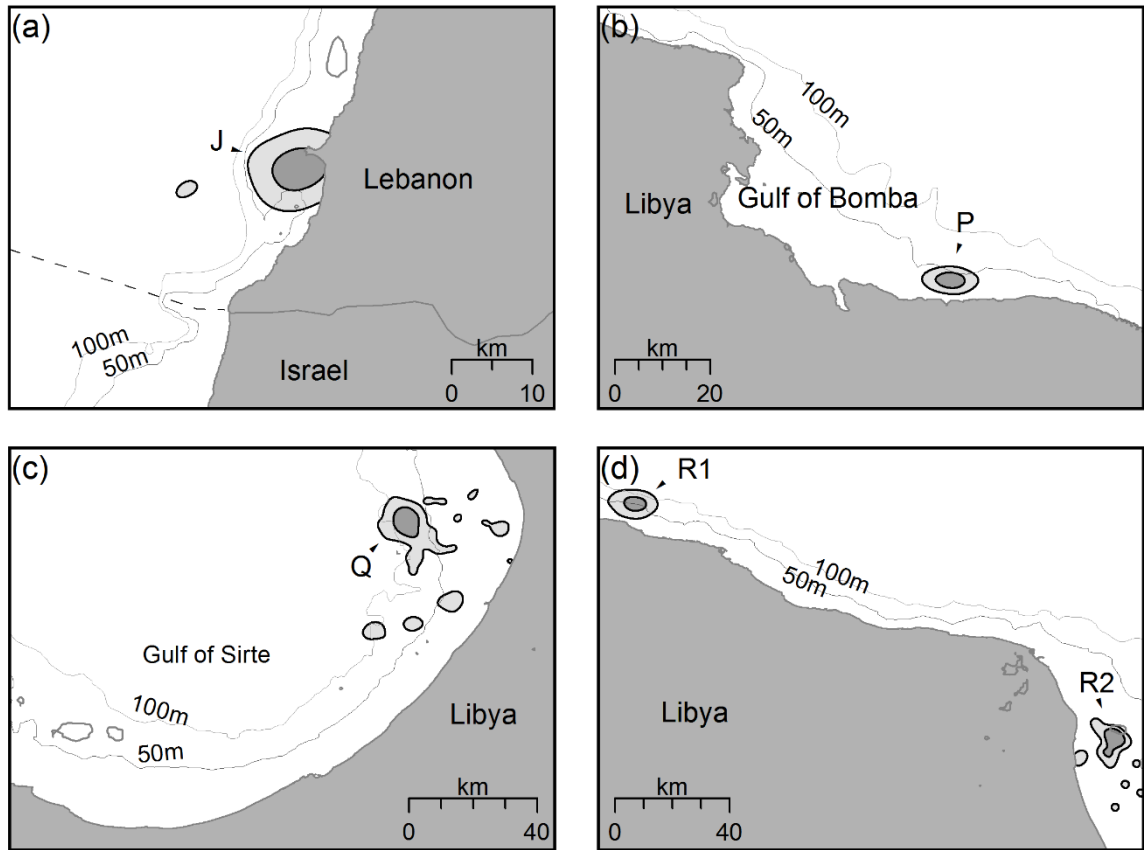 (a)
J
Lebanon
100m
50m
Israel
km
0 10
(b)
100m
50m
Libya
Gulf of Bomba
P
km
0 20
(c)
Q
Gulf of Sirte
100m
50m
Libya
km
0 40
(d)
R1
100m
50m
R2
Libya
km
0 40